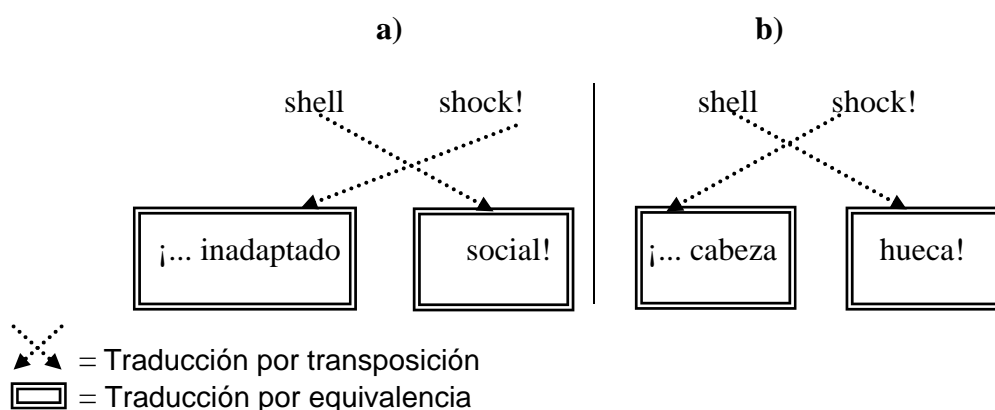 a) b)
shell shock! shell shock!
¡... inadaptado social! ¡... cabeza hueca!
= Traducción por transposición
= Traducción por equivalencia